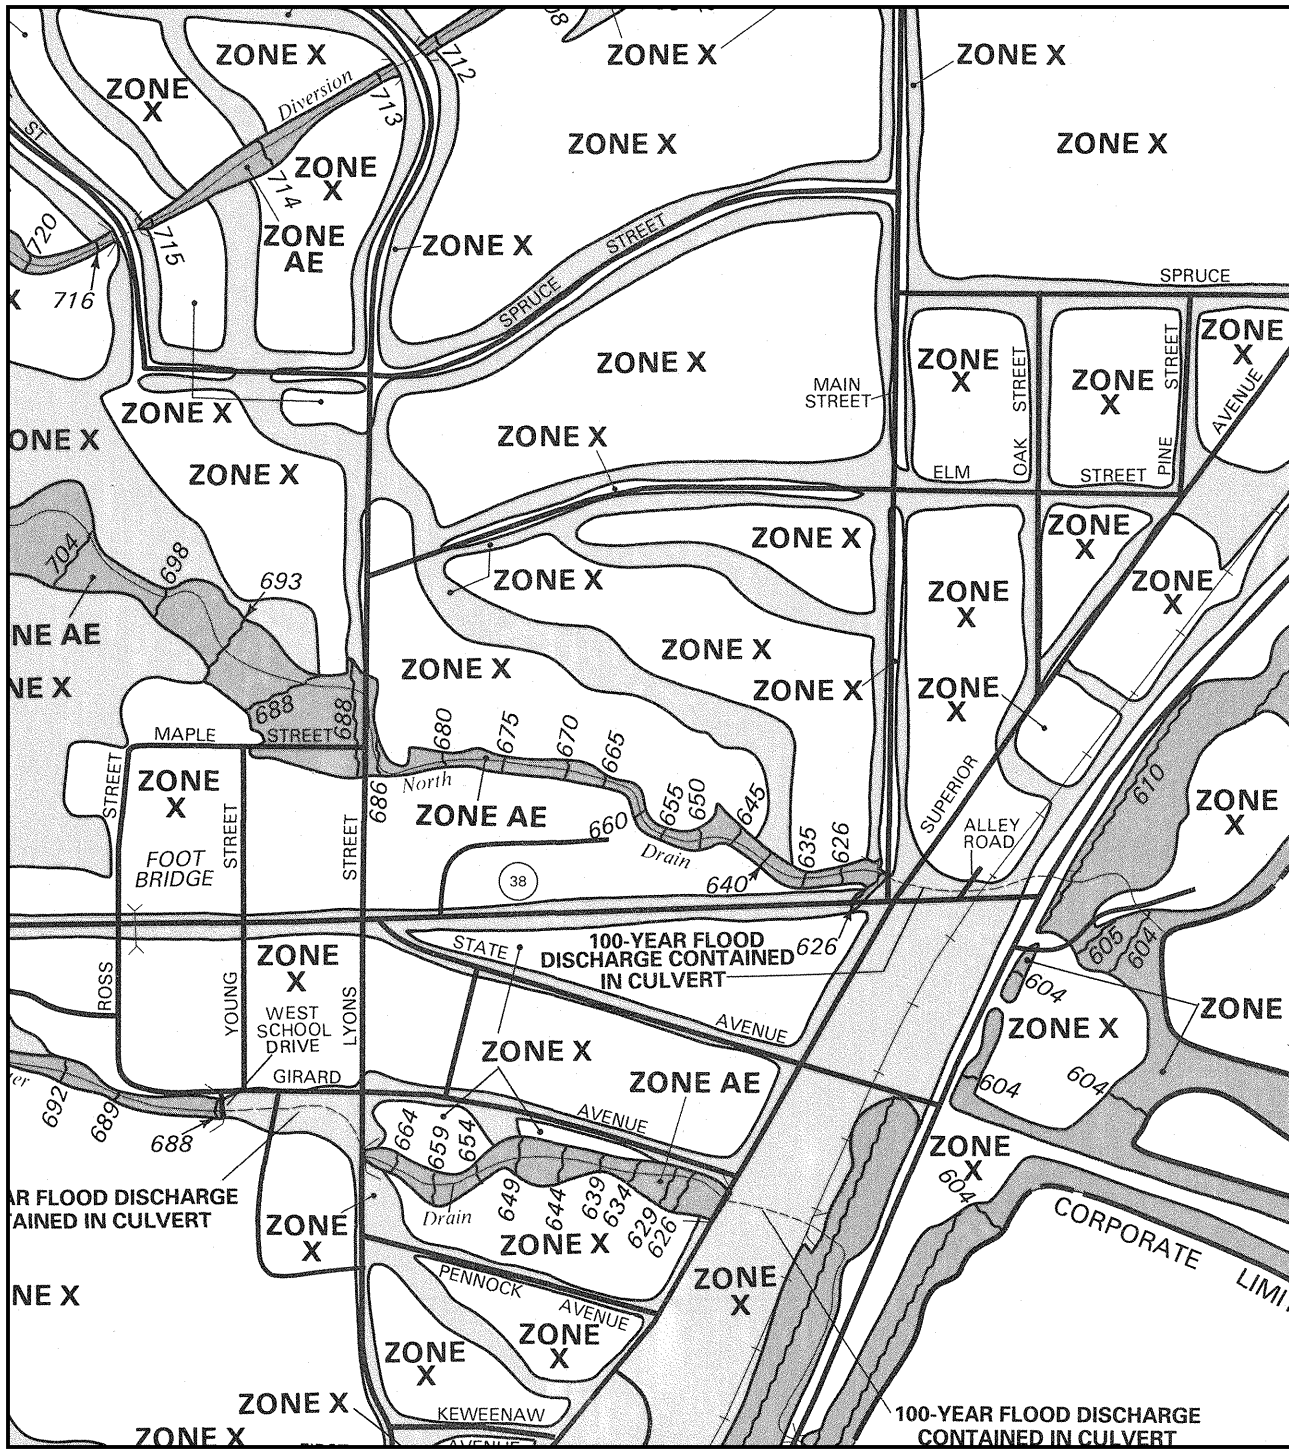 08
ZONE X
ZONE X
ZONE X
712
ZONE
X
Diversion
713
ST
ZONE X
ZONE X
ZONE
X
714
720
715
ZONE
AE
ZONE X
STREET
SPRUCE
716
X
SPRUCE
ZONE X
MAIN
STREET
ZONE
X
STREET
OAK
ZONE
X
STREET
PINE
ZONE
X
AVENUE
ZONE X
ONE X
ZONE X
ZONE X
ELM
STREET
704
698
693
ZONE X
ZONE X
ZONE
X
ZONE
X
ZONE
X
NE AE
NE X
ZONE X
ZONE X
ZONE X
ZONE
X
688
688
MAPLE
STREET
680
675
670
665
North
686
ZONE AE
660
655
650
645
Drain
640
635
626
626
SUPERIOR
ALLEY
ROAD
610
ZONE
X
STREET
ZONE
X
STREET
STREET
FOOT
BRIDGE
38
STATE
100-YEAR FLOOD
DISCHARGE CONTAINED
IN CULVERT
605
604
604
ZONE
ROSS
YOUNG
ZONE
X
LYONS
WEST
SCHOOL
DRIVE
GIRARD
AVENUE
ZONE X
ZONE X
ZONE AE
604
604
er
692
689
688
AVENUE
664
659
654
ZONE
X
604
AR FLOOD DISCHARGE
TAINED IN CULVERT
Drain
649
644
639
634
629
626
ZONE
X
ZONE X
CORPORATE
LIMI
NE X
PENNOCK
AVENUE
ZONE
X
ZONE
X
ZONE
X
ZONE X
ZONE X
KEWEENAW
AVENUE
100-YEAR FLOOD DISCHARGE
CONTAINED IN CULVERT